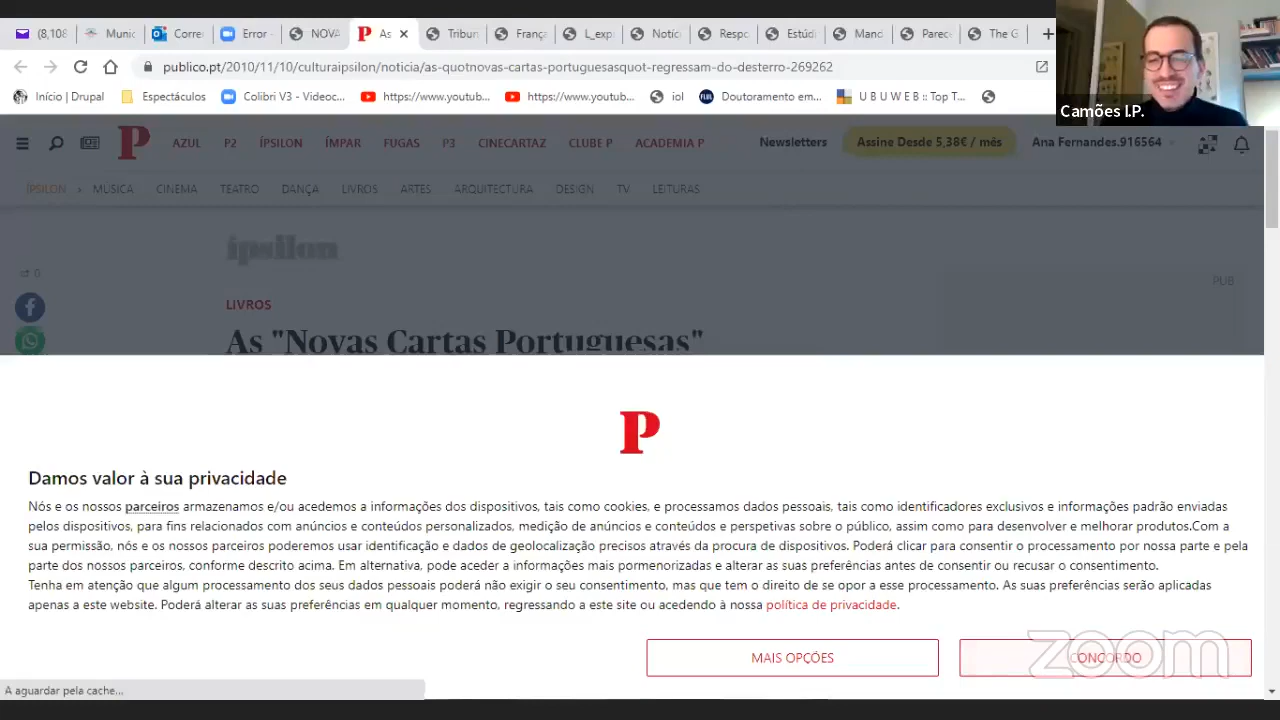 (8,108
Munic
Corre
Error -
NOVA
As
Tribun
França
L_exp
Notíci
Respo
Estúdi
Manc
Parece
The G
publico.pt/2010/11/10/culturaipsilon/noticia/as-quotnovas-cartas-portuguesasquot-regressam-do-desterro-269262
Início | Drupal
Espectáculos
Colibri V3 - Videoc...
https://www.youtub...
https://www.youtub...
iol
FLUL
Doutoramento em...
U B U W E B :: Top T...
Camões I.P.
P
AZUL
P2
ÍPSILON
ÍMPAR
FUGAS
P3
CINECARTAZ
CLUBE P
ACADEMIA P
Newsletters
Assine Desde 5,38€ / mês
Ana Fernandes.916564
ÍPSILON
MÚSICA
CINEMA
TEATRO
DANÇA
LIVROS
ARTES
ARQUITECTURA
DESIGN
TV
LEITURAS
ípsilon
0
PUB
LIVROS
As "Novas Cartas Portuguesas"
P
Damos valor à sua privacidade
Nós e os nossos parceiros armazenamos e/ou acedemos a informações dos dispositivos, tais como cookies, e processamos dados pessoais, tais como identificadores exclusivos e informações padrão enviadas
pelos dispositivos, para fins relacionados com anúncios e conteúdos personalizados, medição de anúncios e conteúdos e perspetivas sobre o público, assim como para desenvolver e melhorar produtos.Com a
sua permissão, nós e os nossos parceiros poderemos usar identificação e dados de geolocalização precisos através da procura de dispositivos. Poderá clicar para consentir o processamento por nossa parte e pela
parte dos nossos parceiros, conforme descrito acima. Em alternativa, pode aceder a informações mais pormenorizadas e alterar as suas preferências antes de consentir ou recusar o consentimento.
Tenha em atenção que algum processamento dos seus dados pessoais poderá não exigir o seu consentimento, mas que tem o direito de se opor a esse processamento. As suas preferências serão aplicadas
apenas a este website. Poderá alterar as suas preferências em qualquer momento, regressando a este site ou acedendo à nossa política de privacidade.
MAIS OPÇÕES
CONCORDO
zoom
A aguardar pela cache...